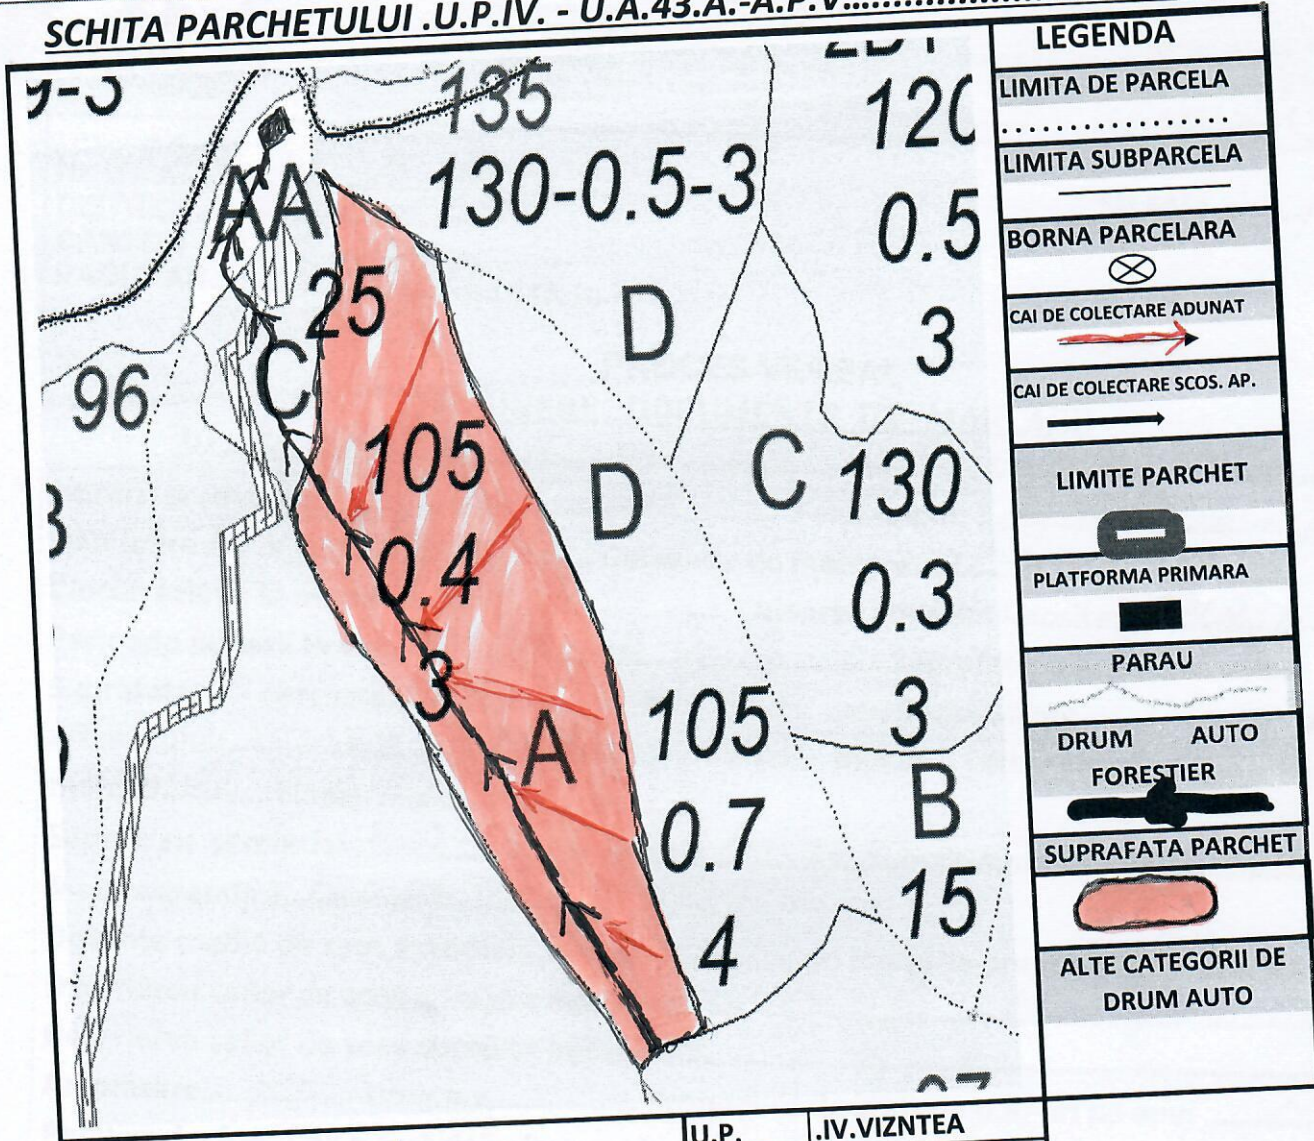 SCHITA PARCHETULUI .U.P.IV. - U.A.43.A.-A.P.V.....................
135
130-0.5-3
120
0.5
3
AA
25
D
96
C
105
D
C
130
0.4
0.3
3
3
A
105
0.7
4
B
15
LEGENDA
LIMITA DE PARCELA
LIMITA SUBPARCELA
BORNA PARCELARA
CAI DE COLECTARE ADUNAT
CAI DE COLECTARE SCOS. AP.
LIMITE PARCHET
PLATFORMA PRIMARA
PARAU
DRUM AUTO
FORESTIER
SUPRAFATA PARCHET
ALTE CATEGORII DE
DRUM AUTO
U.P. .IV.VIZNTEA